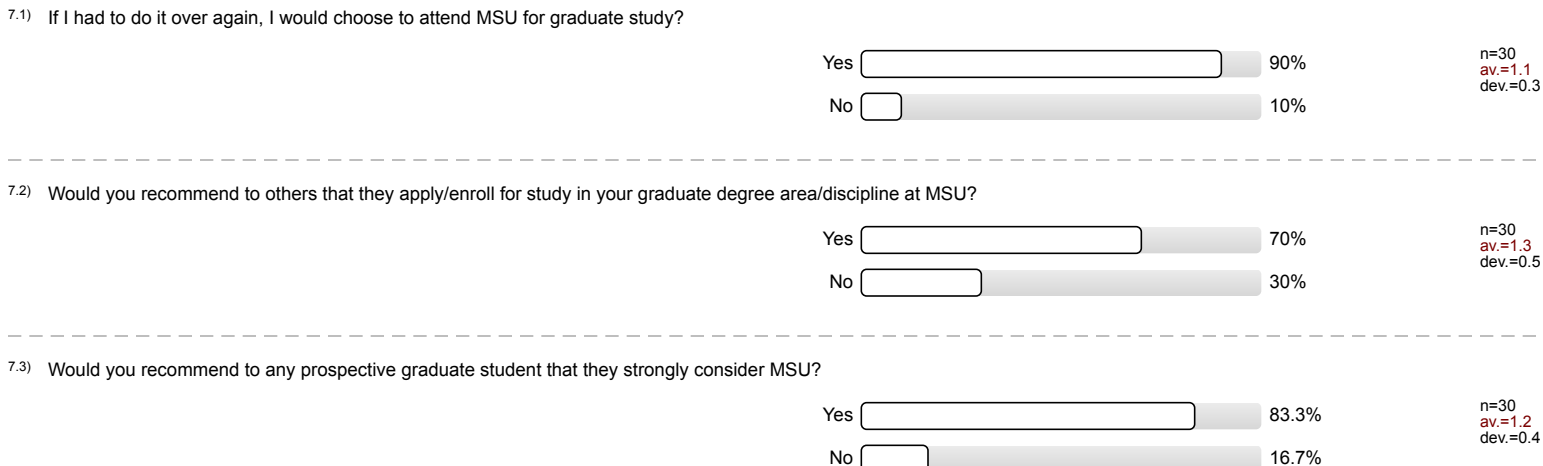 7.1) If I had to do it over again, I would choose to attend MSU for graduate study?
Yes 90%
No 10%
n=30
av.=1.1
dev.=0.3
7.2) Would you recommend to others that they apply/enroll for study in your graduate degree area/discipline at MSU?
Yes 70%
No 30%
n=30
av.=1.3
dev.=0.5
7.3) Would you recommend to any prospective graduate student that they strongly consider MSU?
Yes 83.3%
No 16.7%
n=30
av.=1.2
dev.=0.4